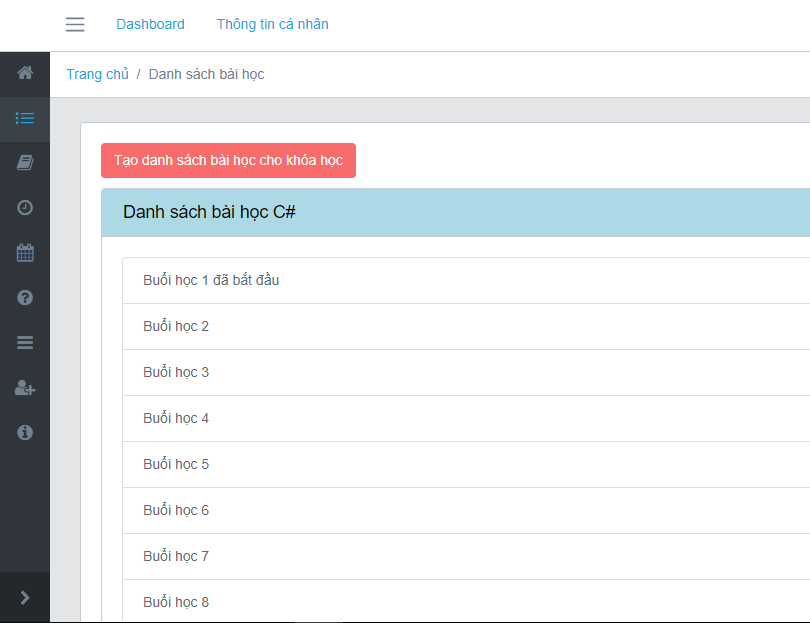 Dashboard Thông tin cá nhân
Trang chủ / Danh sách bài học
Tạo danh sách bài học cho khóa học
Danh sách bài học C#
Buổi học 1 đã bắt đầu
Buổi học 2
Buổi học 3
Buổi học 4
Buổi học 5
Buổi học 6
Buổi học 7
Buổi học 8